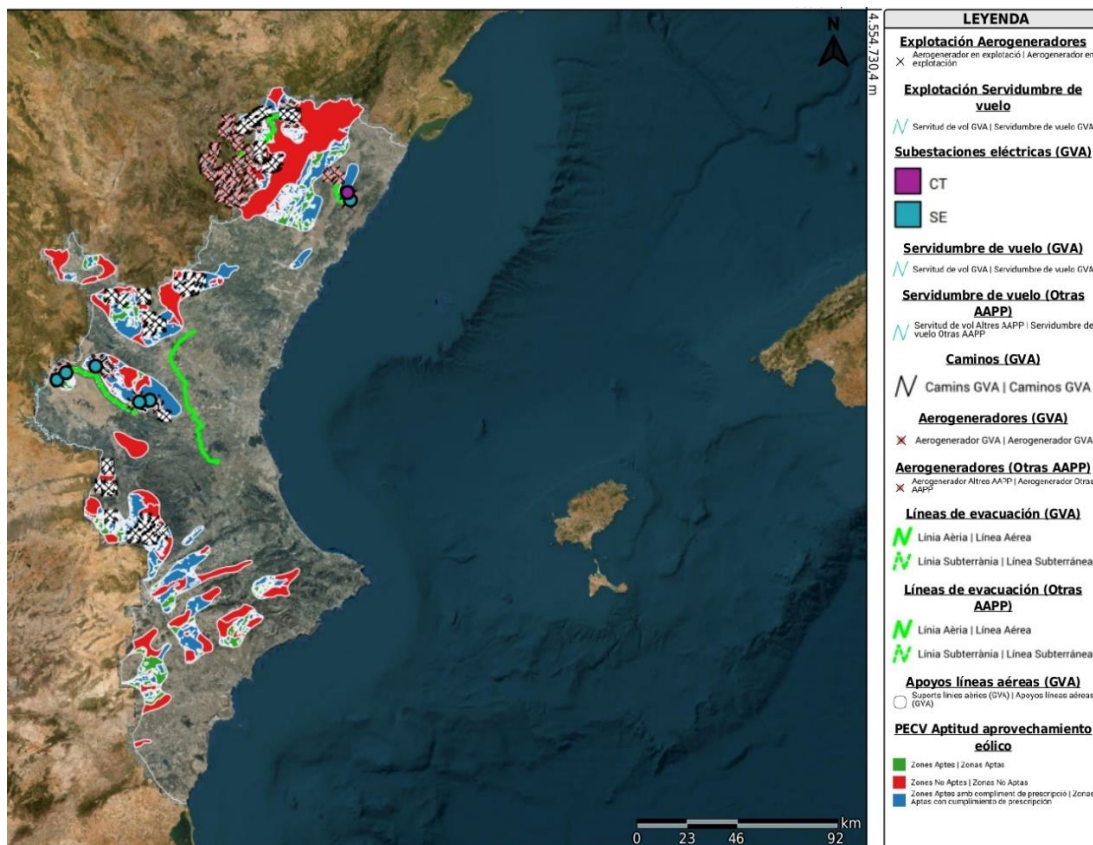 N
4.554.730,4 m
km
0 23 46 92
LEYENDA
Explotación Aerogeneradores
Aerogenerador en explotació | Aerogenerador en
explotación
Explotación Servidumbre de
vuelo
Servitud de vol GVA | Servidumbre de vuelo GVA
Subestaciones eléctricas (GVA)
CT
SE
Servidumbre de vuelo (GVA)
Servitud de vol GVA | Servidumbre de vuelo GVA
Servidumbre de vuelo (Otras
AAPP)
Servitud de vol Altres AAPP | Servidumbre de
vuelo Otras AAPP
Caminos (GVA)
Camins GVA | Caminos GVA
Aerogeneradores (GVA)
Aerogenerador GVA | Aerogenerador GVA
Aerogeneradores (Otras AAPP)
Aerogenerador Altres AAPP | Aerogenerador Otras
AAPP
Líneas de evacuación (GVA)
Línia Aèria | Línea Aérea
Línia Subterrània | Línea Subterránea
Líneas de evacuación (Otras
AAPP)
Línia Aèria | Línea Aérea
Línia Subterrània | Línea Subterránea
Apoyos líneas aéreas (GVA)
Suports línies aèries (GVA) | Apoyos líneas aéreas
(GVA)
PECV Aptitud aprovechamiento
eólico
Zones Aptes | Zonas Aptas
Zones No Aptes | Zonas No Aptas
Zones Aptes amb compliment de prescripció | Zonas
Aptas con cumplimiento de prescripción